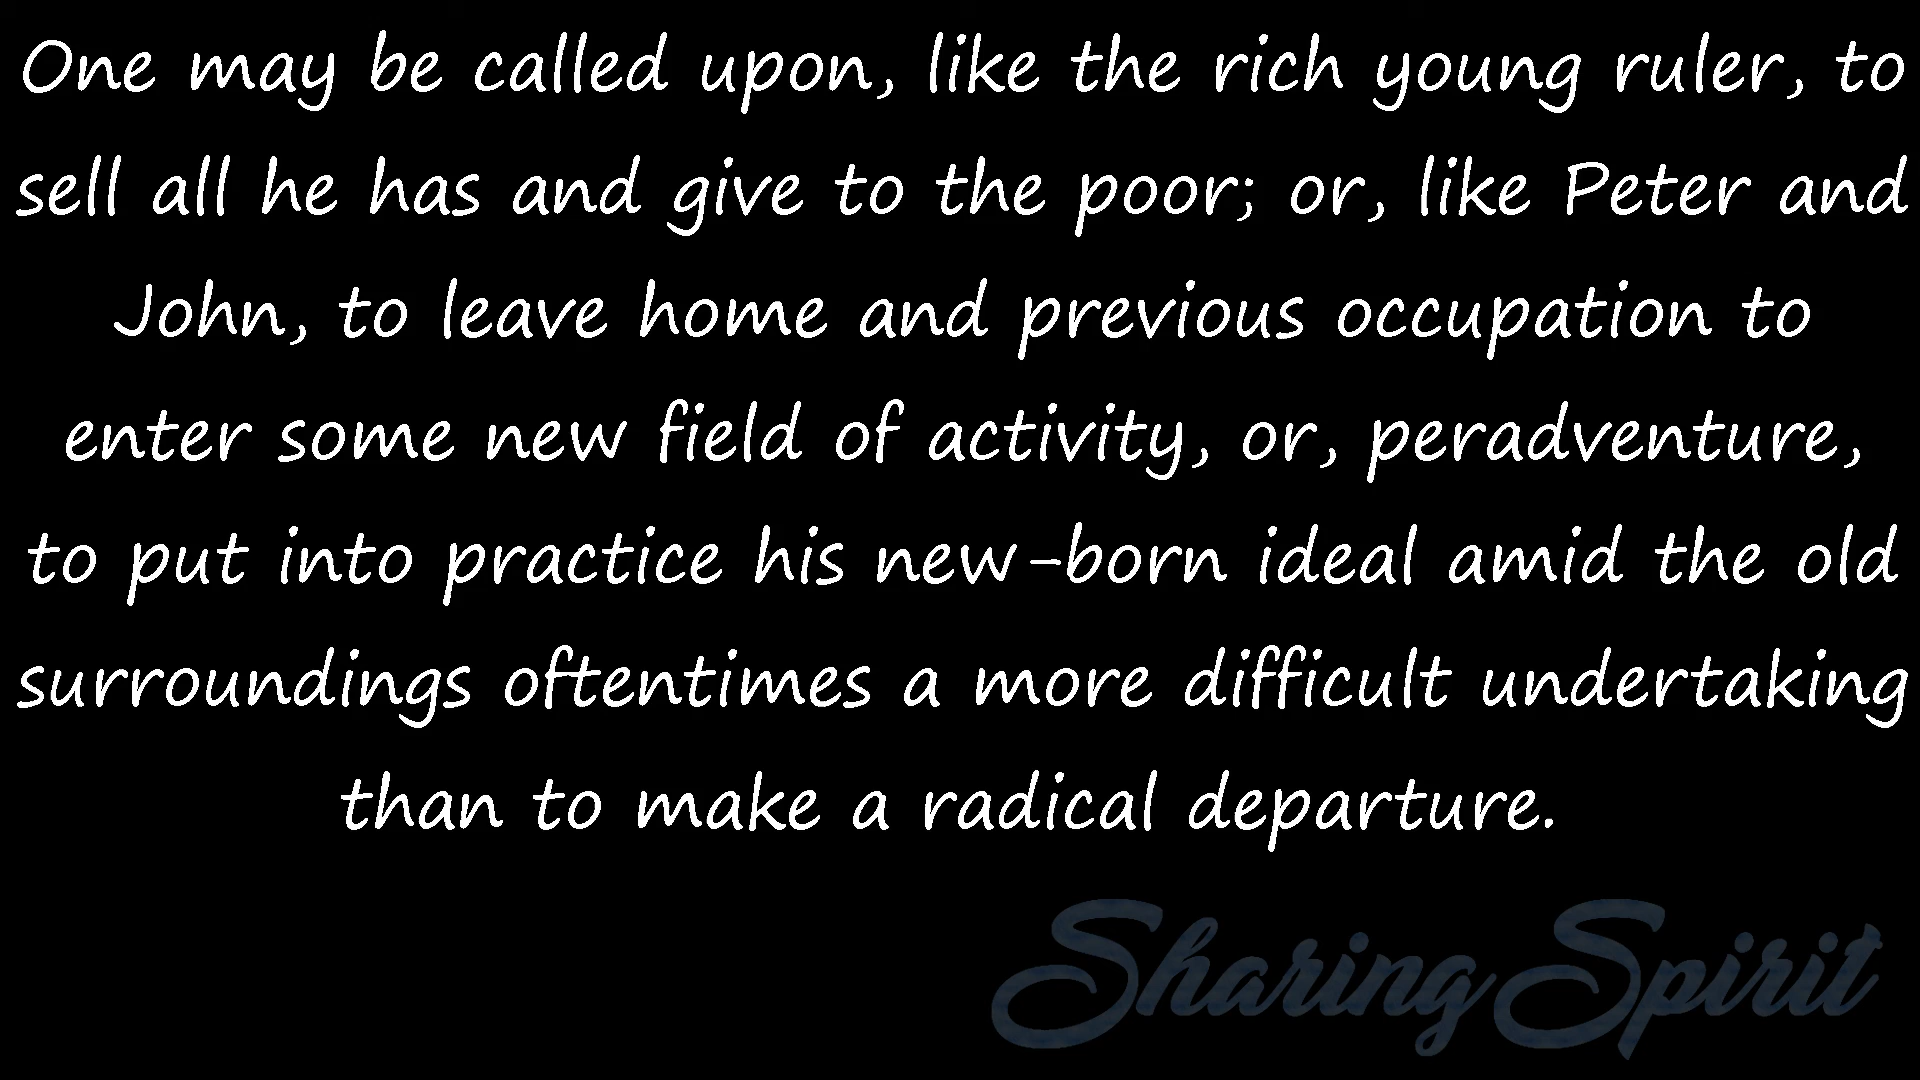 One may be called upon, like the rich young ruler, to
sell all he has and give to the poor; or, like Peter and
John, to leave home and previous occupation to
enter some new field of activity, or, peradventure,
to put into practice his new-born ideal amid the old
surroundings oftentimes a more difficult undertaking
than to make a radical departure.
Sharing Spirit